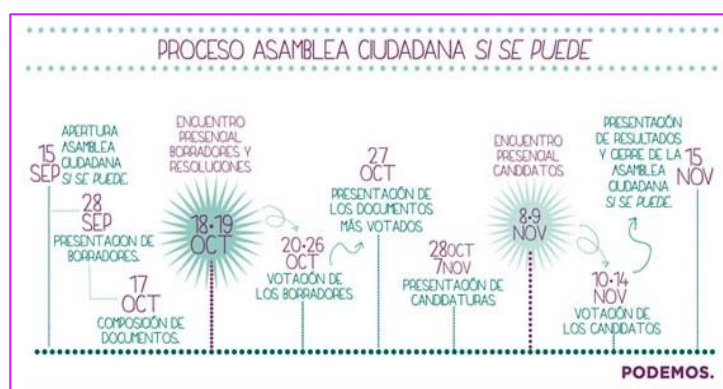 PROCESO ASAMBLEA CIUDADANA SI SE PUEDE
15
SEP
APERTURA
ASAMBLEA
CIUDADANA
SI SE PUEDE.
28
SEP
PRESENTACION DE
BORRADORES.
17
OCT
COMPOSICIÓN DE
DOCUMENTOS.
ENCUENTRO
PRESENCIAL
BORRADORES Y
RESOLUCIONES
18•19
OCT
20•26
OCT
VOTACIÓN DE
LOS BORRADORES
27
OCT
PRESENTACIÓN DE
LOS DOCUMENTOS
MÁS VOTADOS
28OCT
7NOV
PRESENTACIÓN DE
CANDIDATURAS
ENCUENTRO
PRESENCIAL
CANDIDATOS
8•9
NOV
10•14
NOV
VOTACIÓN DE
LOS CANDIDATOS
PRESENTACIÓN
DE RESULTADOS
Y CIERRE DE LA
ASAMBLEA
CIUDADANA
SI SE PUEDE.
15
NOV
PODEMOS.